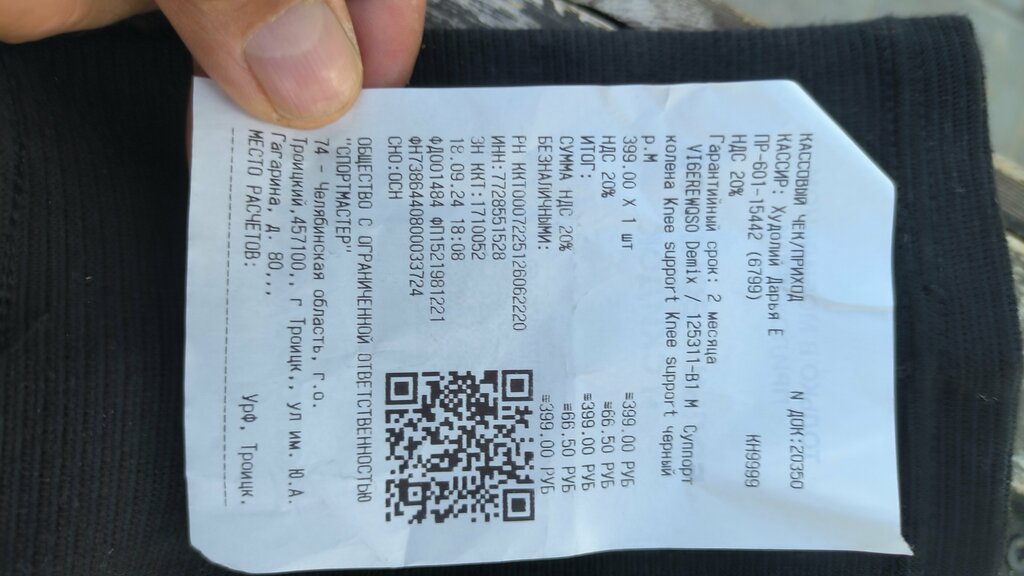 КАССОВЫЙ ЧЕК/ПРИХОД N ДОК:20360
КАССИР: Худолий Дарья Е
ПР-601-15442 (6799) КН9999
НДС 20%
Гарантийный срок: 2 месяца
VIGEREWQS0 Demix / 125311-B1 M Суппорт
колена Knee support Knee support черный
р.M
399.00 X 1 шт ≡399.00 РУБ
НДС 20% ≡66.50 РУБ
ИТОГ: ≡399.00 РУБ
СУММА НДС 20% ≡66.50 РУБ
БЕЗНАЛИЧНЫМИ: ≡399.00 РУБ
РН ККТ0007225126062220
ИНН:7728551528
ЗН ККТ:1710052
18.09.24 18:08
ФД001484 ФП1521981221
ФН7386440800033724
СНО:ОСН
ОБЩЕСТВО С ОГРАНИЧЕННОЙ ОТВЕТСТВЕННОСТЬЮ
"СПОРТМАСТЕР"
74 - Челябинская область, г.о.
Троицкий,457100,, г Троицк,, ул им. Ю.А.
Гагарина, д. 80,,,
МЕСТО РАСЧЕТОВ: УрФ, Троицк,